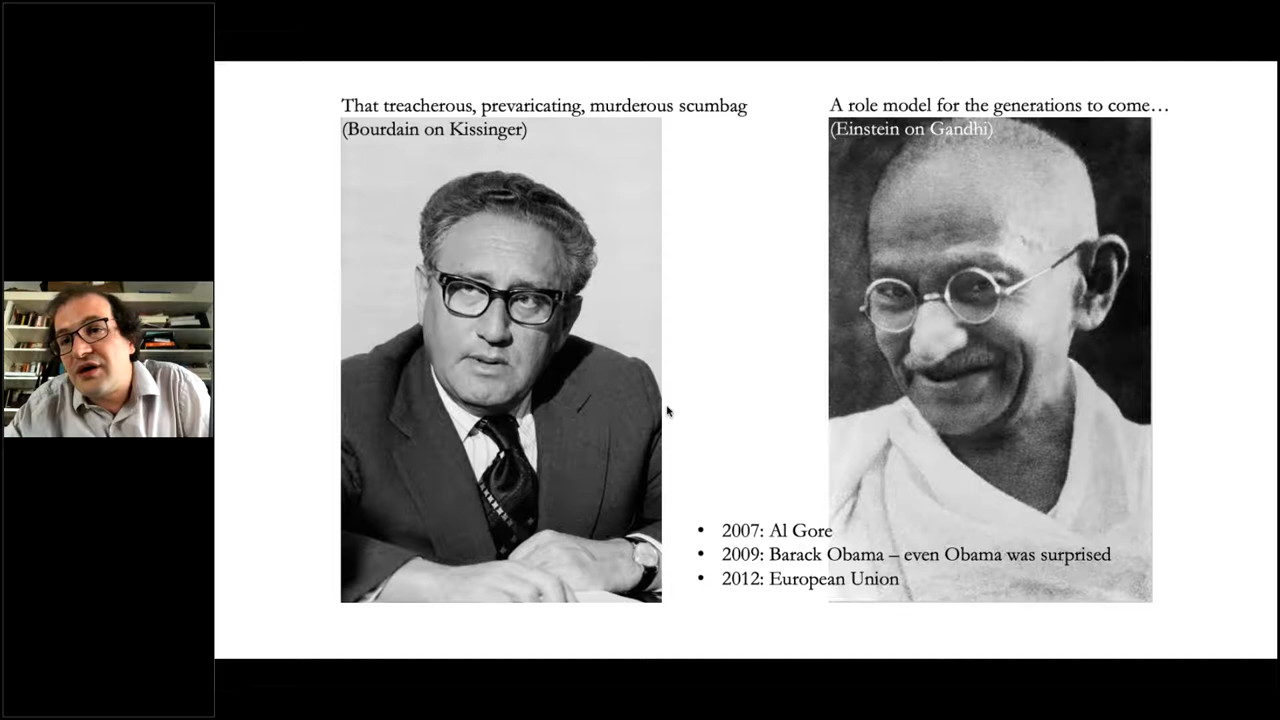 That treacherous, prevaricating, murderous scumbag
(Bourdain on Kissinger)
A role model for the generations to come…
(Einstein on Gandhi)
• 2007: Al Gore
• 2009: Barack Obama – even Obama was surprised
• 2012: European Union